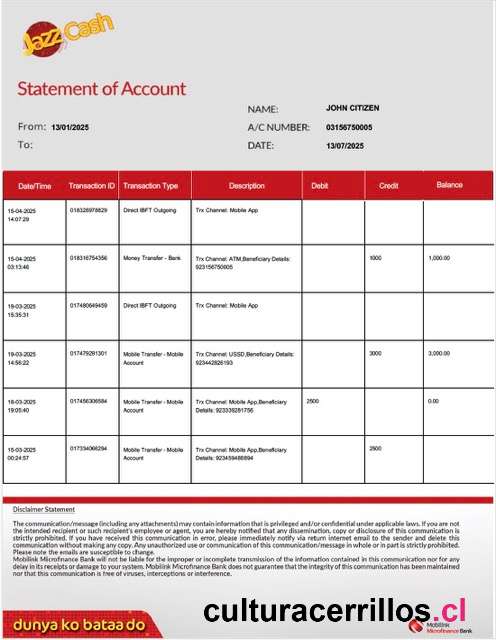 Jazz Cash
Statement of Account
NAME: JOHN CITIZEN
From: 13/01/2025
A/C NUMBER: 03156750005
To:
DATE: 13/07/2025
Date/Time Transaction ID Transaction Type Description Debit Credit Balance
15-04-2025 018328978829 Direct IBFT Outgoing Trx Channel: Mobile App
14:07:29
15-04-2025 018316754356 Money Transfer - Bank Trx Channel: ATM,Beneficiary Details: 1000 1,000.00
03:13:46 923156750605
19-03-2025 017480649459 Direct IBFT Outgoing Trx Channel: Mobile App
15:35:31
19-03-2025 017479281301 Mobile Transfer - Mobile Trx Channel: USSD,Beneficiary Details: 3000 3,000.00
14:56:22 Account 923442826193
18-03-2025 017456306584 Mobile Transfer - Mobile Trx Channel: Mobile App,Beneficiary 2500 0.00
19:05:40 Account Details: 923339281756
15-03-2025 017334066294 Mobile Transfer - Mobile Trx Channel: Mobile App,Beneficiary 2500
00:24:57 Account Details: 923459486894
Disclaimer Statement
The communication/message (including any attachments) may contain information that is privileged and/or confidential under applicable laws. If you are not
the intended recipient or such recipient's employee or agent, you are hereby notified that any dissemination, copy or disclosure of this communication is
strictly prohibited. If you have received this communication in error, please immediately notify via return internet email to the sender and delete this
communication without making any copy. Any unauthorized use or communication of this communication/message in whole or in part is strictly prohibited.
Please note the emails are susceptible to change.
Mobilink Microfinance Bank will not be liable for the improper or incomplete transmission of the information contained in this communication nor for any
delay in its receipts or damage to your system. Mobilink Microfinance Bank does not guarantee that the integrity of this communication has been maintained
nor that this communication is free of viruses, interceptions or interference.
dunya ko bataado
culturacerrillos.cl
Mobilink
Microfinance Bank